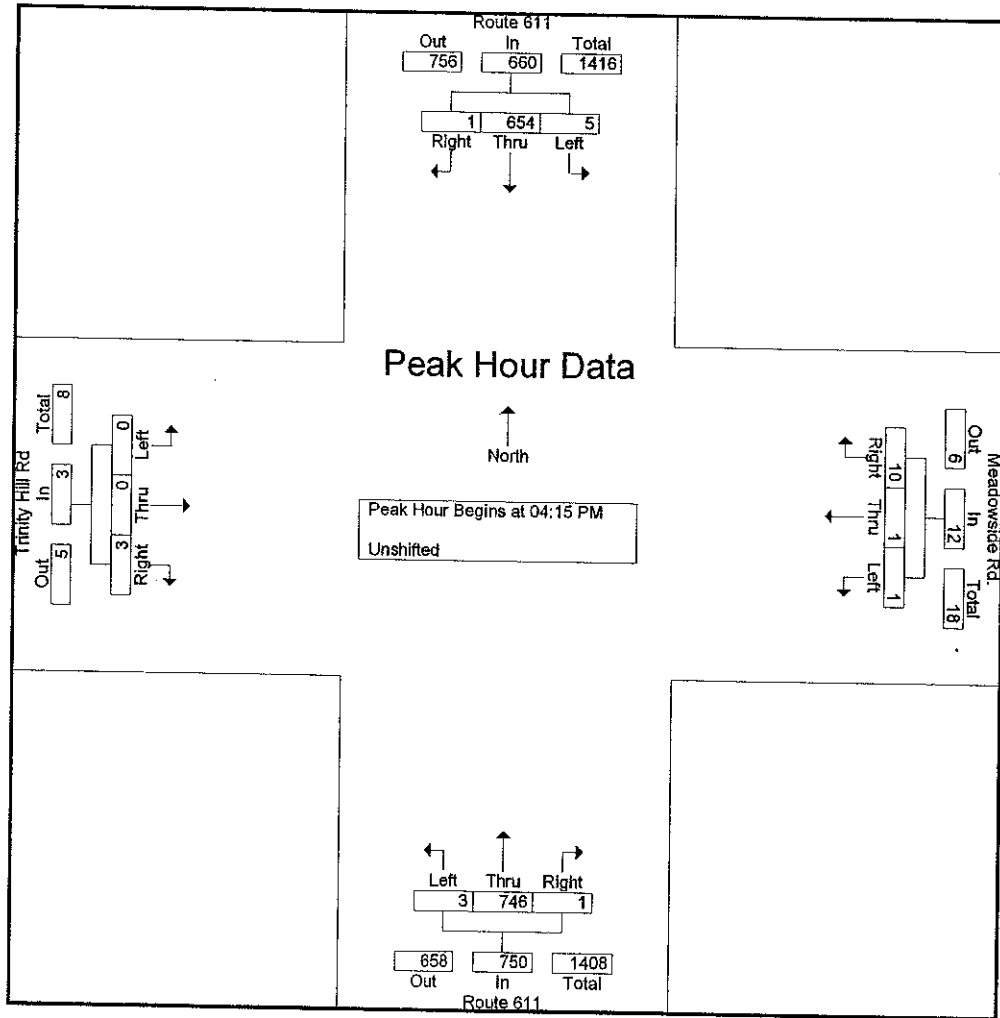 Route 611
Out In Total
756 660 1416
1 654 5
Right Thru Left
Peak Hour Data
North
Peak Hour Begins at 04:15 PM
Unshifted
Trinity Hill Rd
Total In Out
8 3 5
0 0 3
Left Thru Right
Meadowside Rd.
Out In Total
6 12 18
10 1 1
Right Thru Left
Left Thru Right
3 746 1
658 750 1408
Out In Total
Route 611